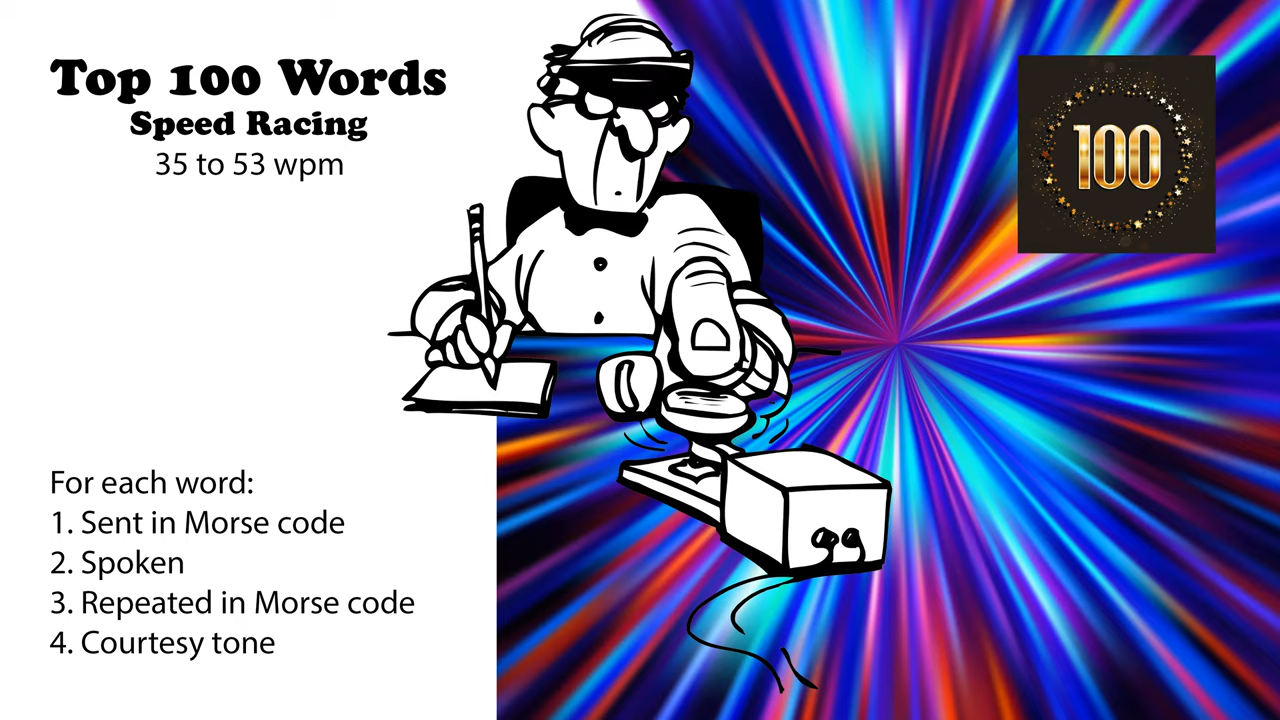 Top 100 Words
Speed Racing
35 to 53 wpm
100
For each word:
1. Sent in Morse code
2. Spoken
3. Repeated in Morse code
4. Courtesy tone